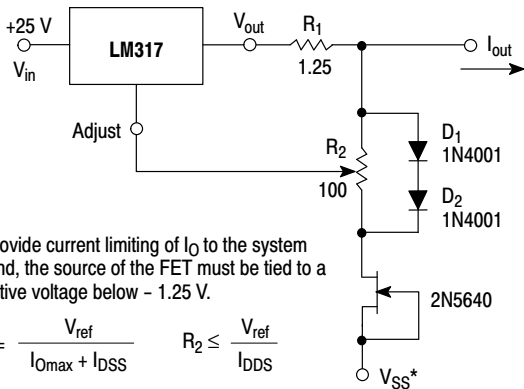 +25 V
V_in
LM317
V_out
R_1
1.25
I_out
Adjust
R_2
100
D_1
1N4001
D_2
1N4001
ovide current limiting of I_O to the system
nd, the source of the FET must be tied to a
tive voltage below – 1.25 V.
= V_ref / (I_Omax + I_DSS)
R_2 ≤ V_ref / I_DDS
2N5640
V_SS*